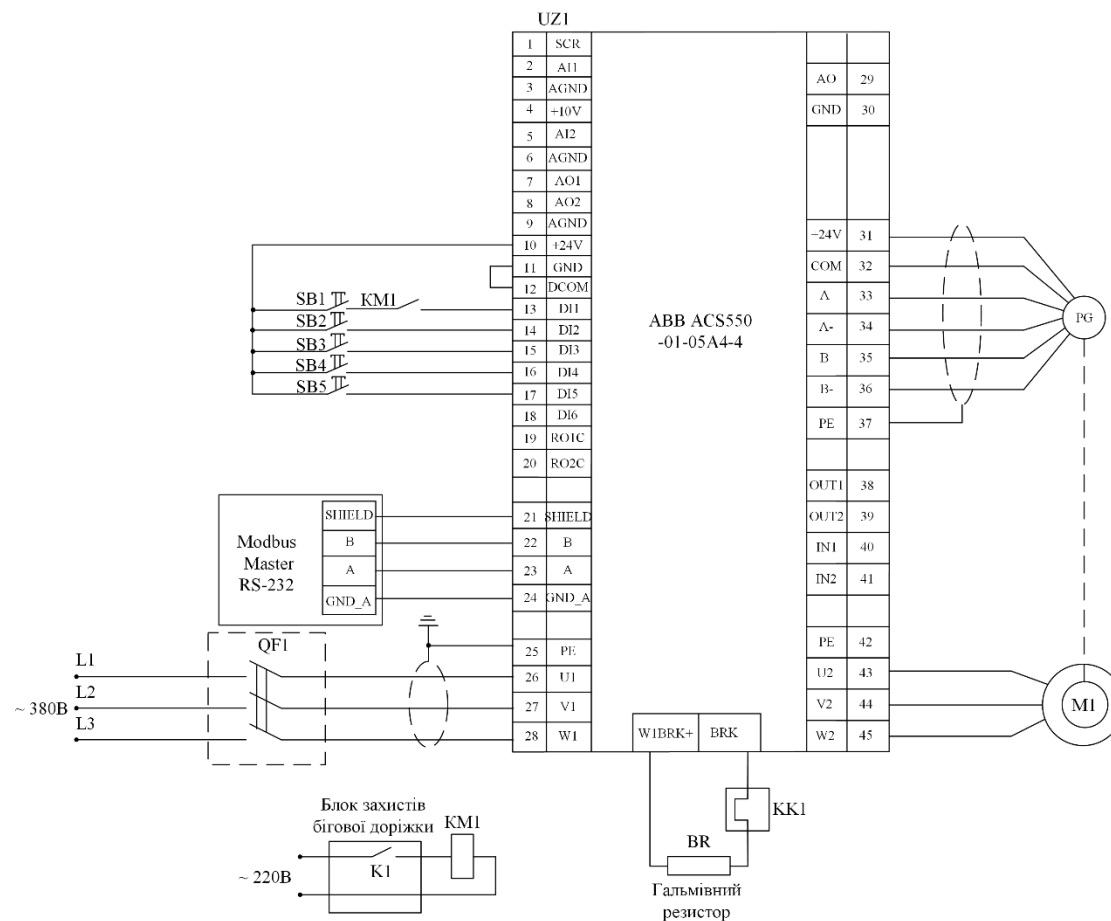 UZ1
1 SCR
2 AI1
3 AGND
4 +10V
5 AI2
6 AGND
7 AO1
8 AO2
9 AGND
10 +24V
11 GND
12 DCOM
13 DI1
14 DI2
15 DI3
16 DI4
17 DI5
18 DI6
19 RO1C
20 RO2C
21 SHIELD
22 B
23 A
24 GND_A
25 PE
26 U1
27 V1
28 W1
SB1 KM1
SB2
SB3
SB4
SB5
Modbus
Master
RS-232
SHIELD
B
A
GND_A
QF1
L1
L2
L3
~ 380В
ABB ACS550
-01-05A4-4
AO 29
GND 30
+24V 31
COM 32
A 33
A- 34
B 35
B- 36
PE 37
OUT1 38
OUT2 39
IN1 40
IN2 41
PE 42
U2 43
V2 44
W2 45
PG
M1
W1BRK+ BRK
KK1
BR
Гальмівний
резистор
Блок захистів
бігової доріжки
KM1
K1
~ 220В